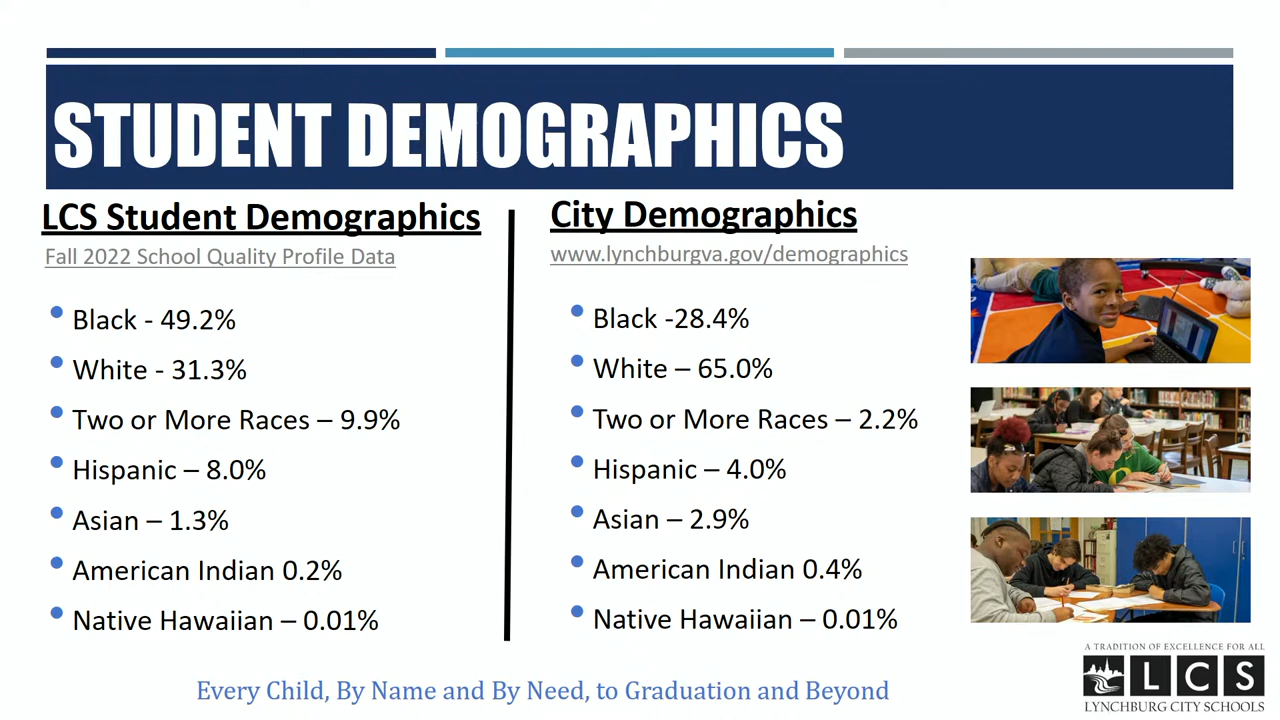 STUDENT DEMOGRAPHICS
LCS Student Demographics
Fall 2022 School Quality Profile Data
Black - 49.2%
White - 31.3%
Two or More Races – 9.9%
Hispanic – 8.0%
Asian – 1.3%
American Indian 0.2%
Native Hawaiian – 0.01%
City Demographics
www.lynchburgva.gov/demographics
Black -28.4%
White – 65.0%
Two or More Races – 2.2%
Hispanic – 4.0%
Asian – 2.9%
American Indian 0.4%
Native Hawaiian – 0.01%
Every Child, By Name and By Need, to Graduation and Beyond
A TRADITION OF EXCELLENCE FOR ALL
LCS
LYNCHBURG CITY SCHOOLS